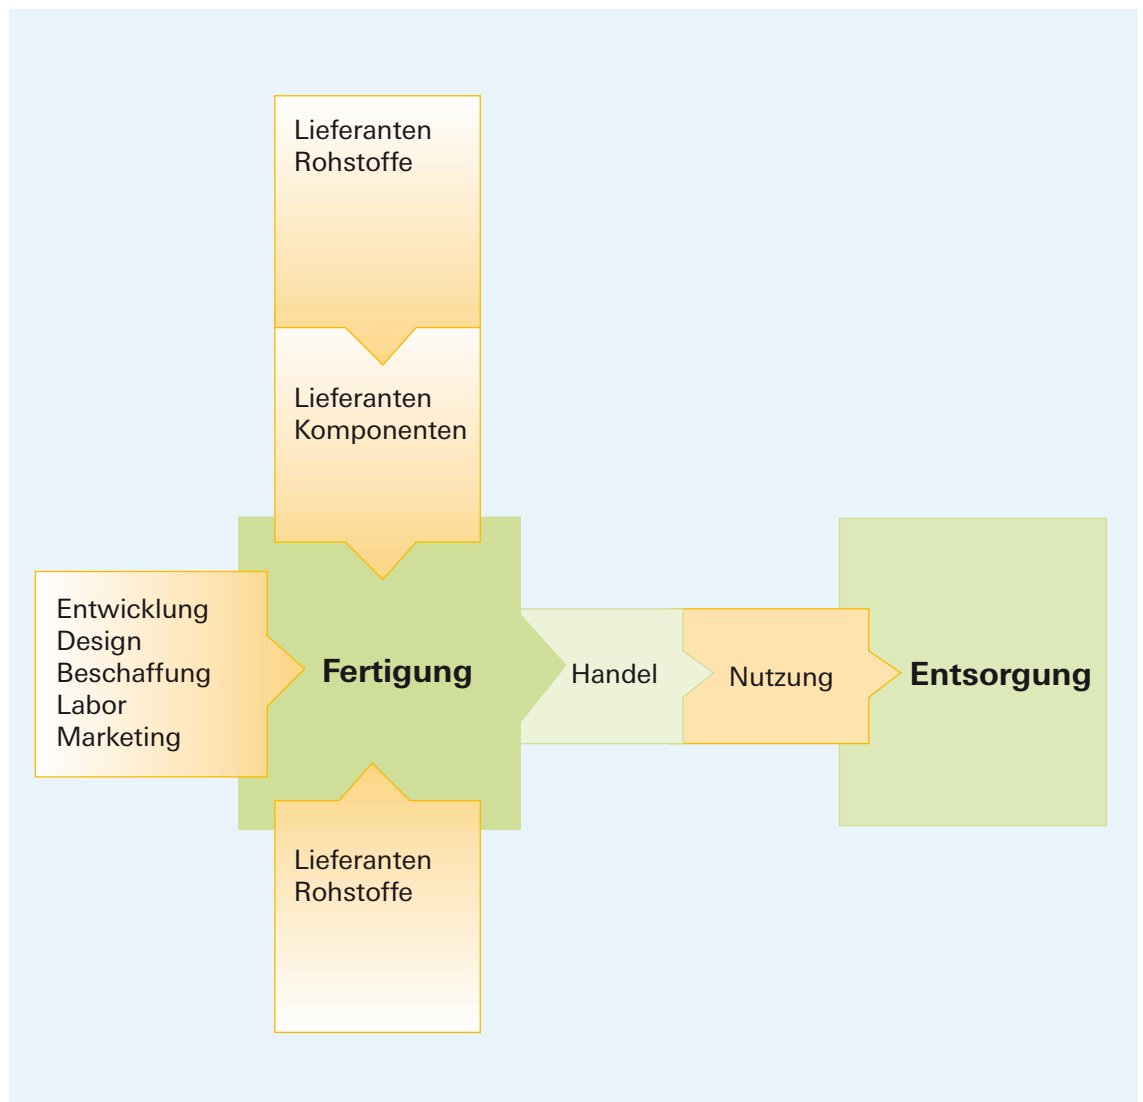 Lieferanten
Rohstoffe
Lieferanten
Komponenten
Entwicklung
Design
Beschaffung
Labor
Marketing
Fertigung
Handel
Nutzung
Entsorgung
Lieferanten
Rohstoffe